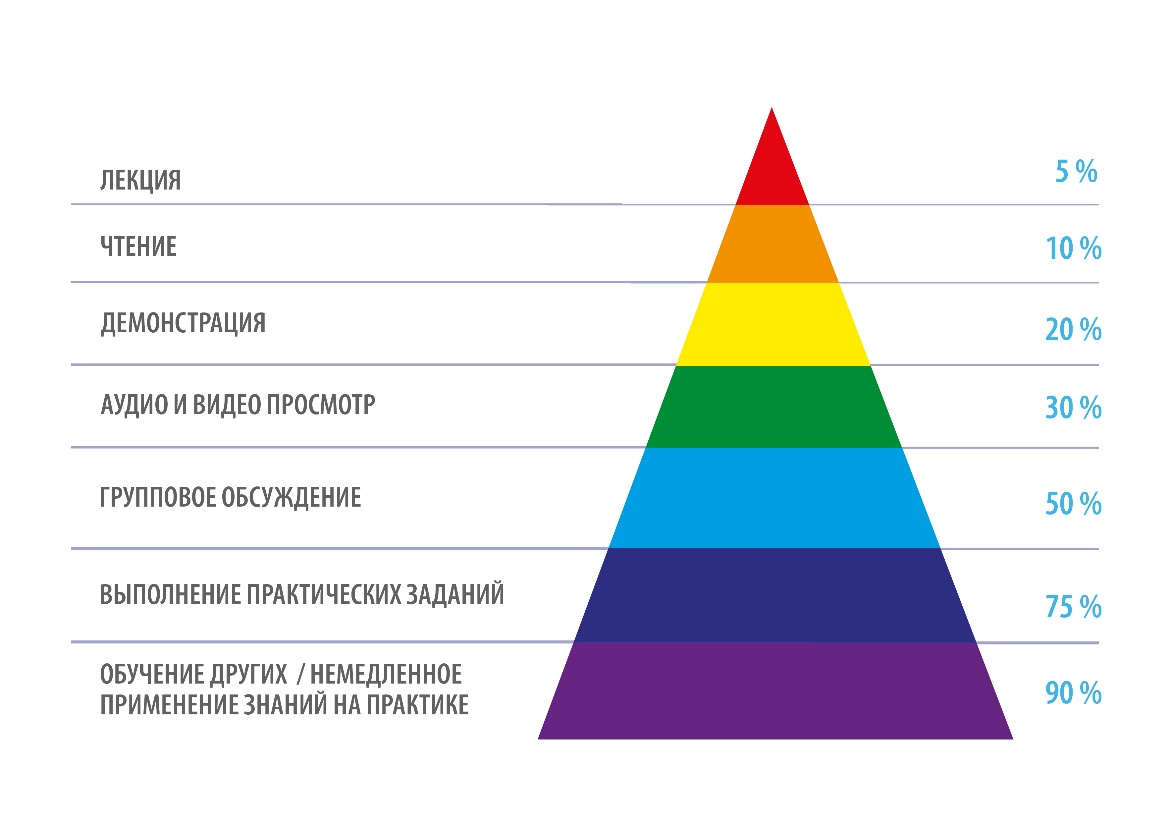 ЛЕКЦИЯ 5 %
ЧТЕНИЕ 10 %
ДЕМОНСТРАЦИЯ 20 %
АУДИО И ВИДЕО ПРОСМОТР 30 %
ГРУППОВОЕ ОБСУЖДЕНИЕ 50 %
ВЫПОЛНЕНИЕ ПРАКТИЧЕСКИХ ЗАДАНИЙ 75 %
ОБУЧЕНИЕ ДРУГИХ / НЕМЕДЛЕННОЕ
ПРИМЕНЕНИЕ ЗНАНИЙ НА ПРАКТИКЕ 90 %